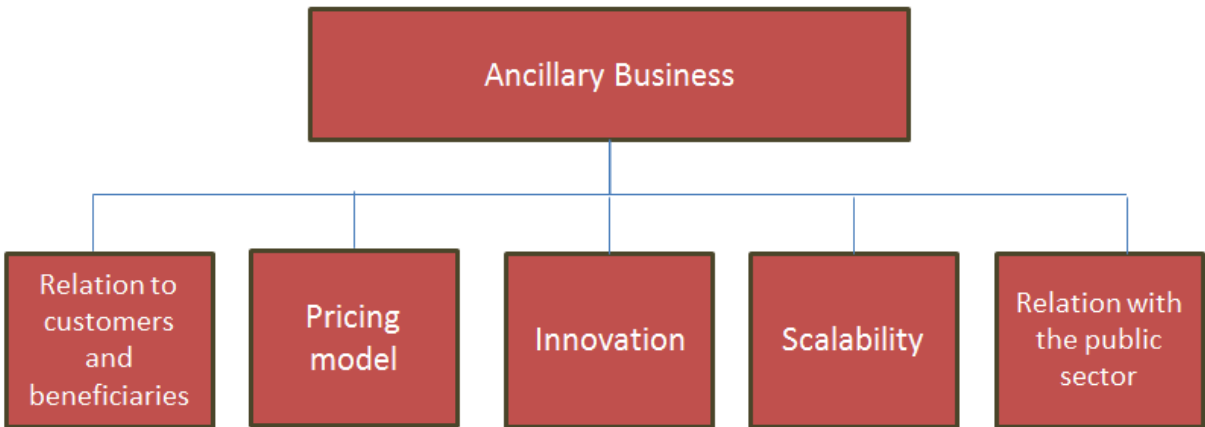 Ancillary Business
Relation to
customers
and
beneficiaries
Pricing
model
Innovation
Scalability
Relation with
the public
sector